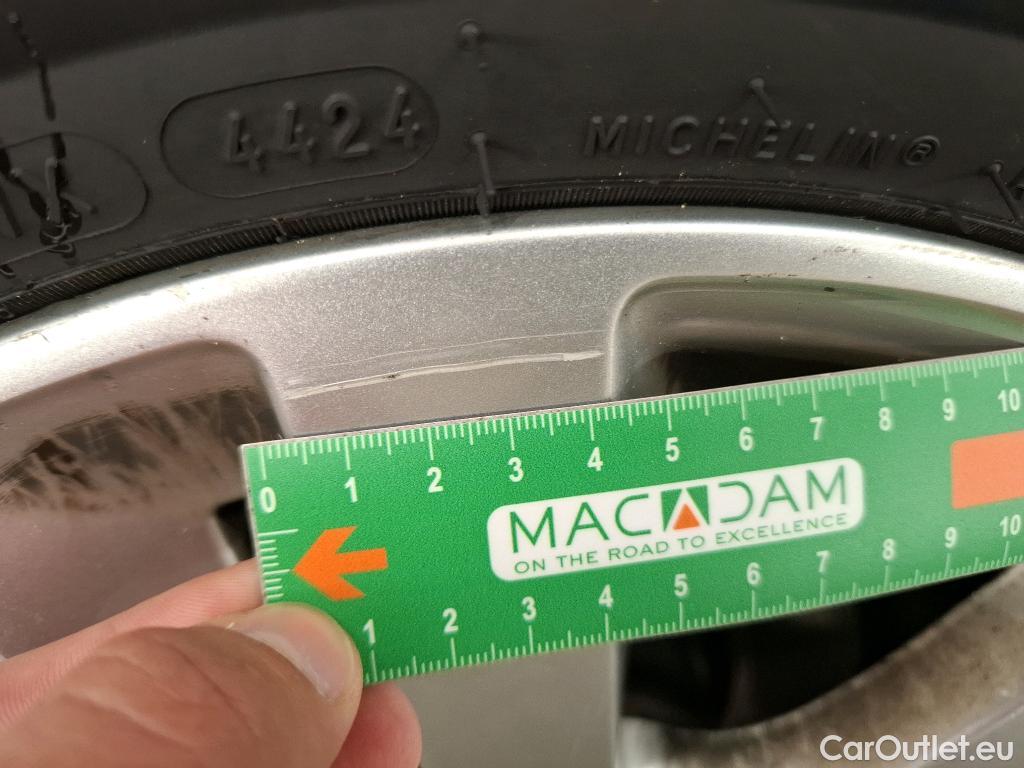 4424
MICHELIN®
0 1 2 3 4 5 6 7 8 9 10
MACADAM
ON THE ROAD TO EXCELLENCE
1 2 3 4 5 6 7 8 9 10
CarOutlet.eu